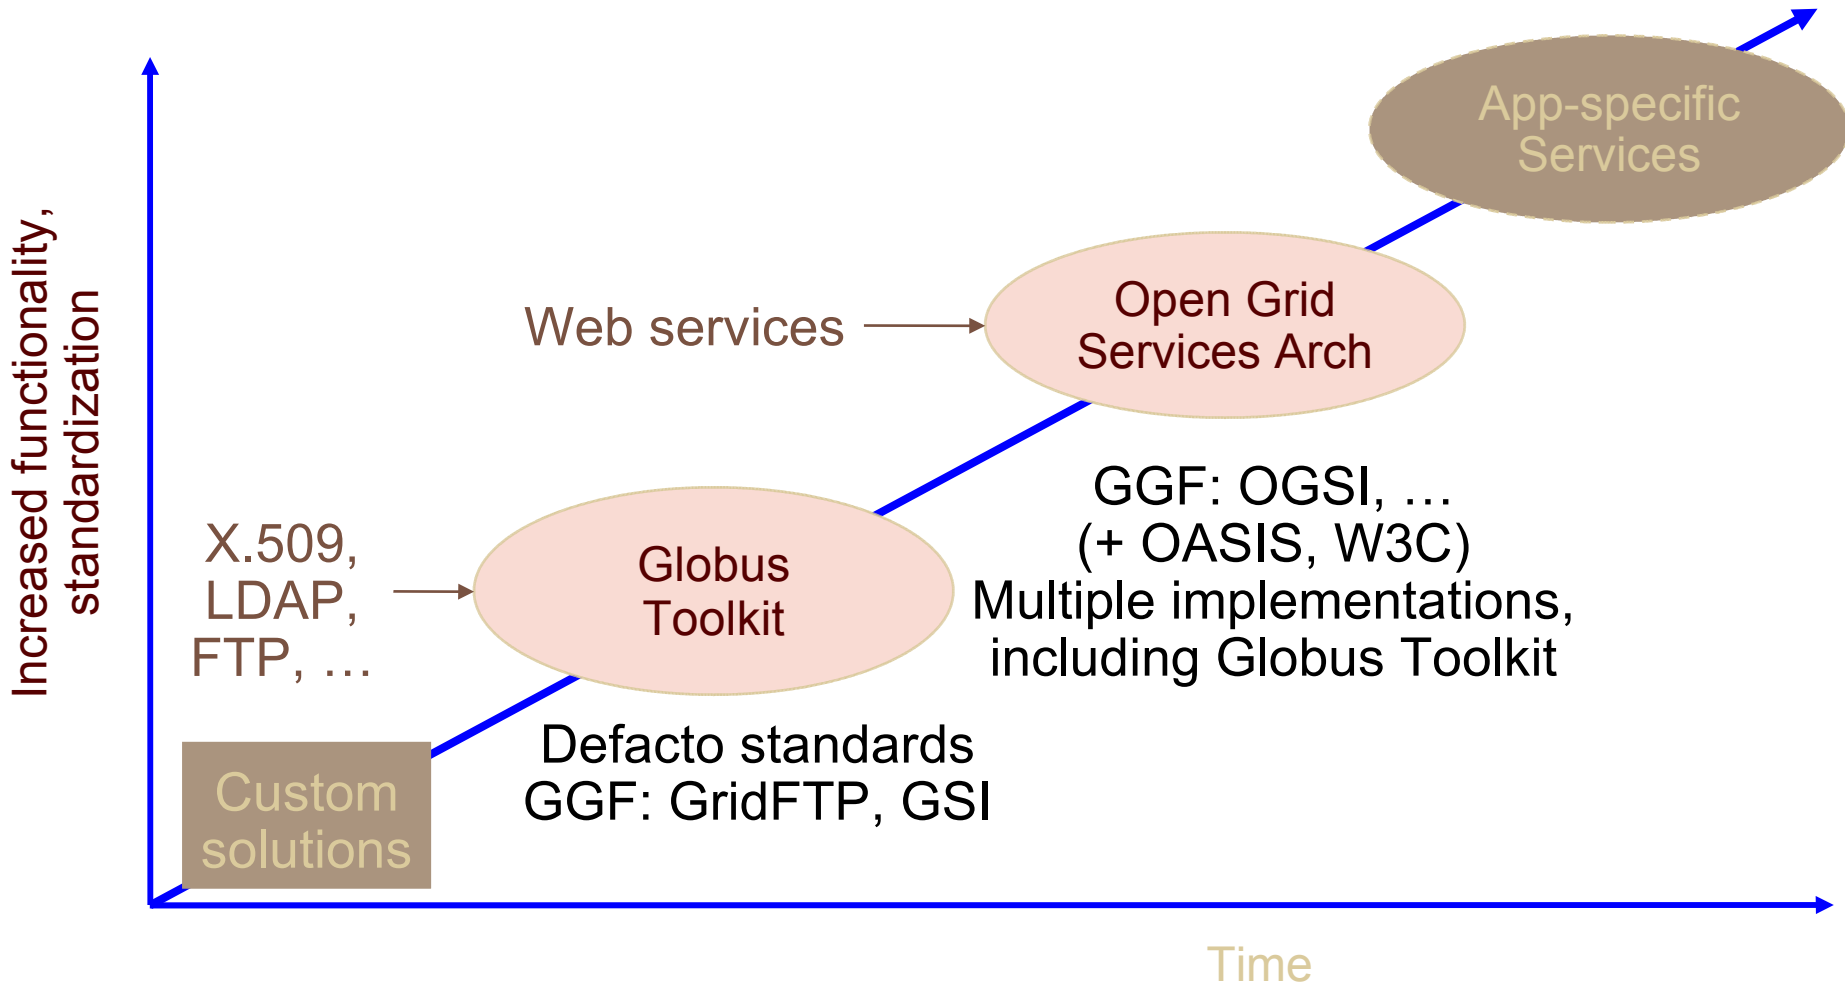 App-specific
Services
Increased functionality,
standardization
Web services
Open Grid
Services Arch
GGF: OGSI, …
(+ OASIS, W3C)
Multiple implementations,
including Globus Toolkit
X.509,
LDAP,
FTP, …
Globus
Toolkit
Defacto standards
GGF: GridFTP, GSI
Custom
solutions
Time